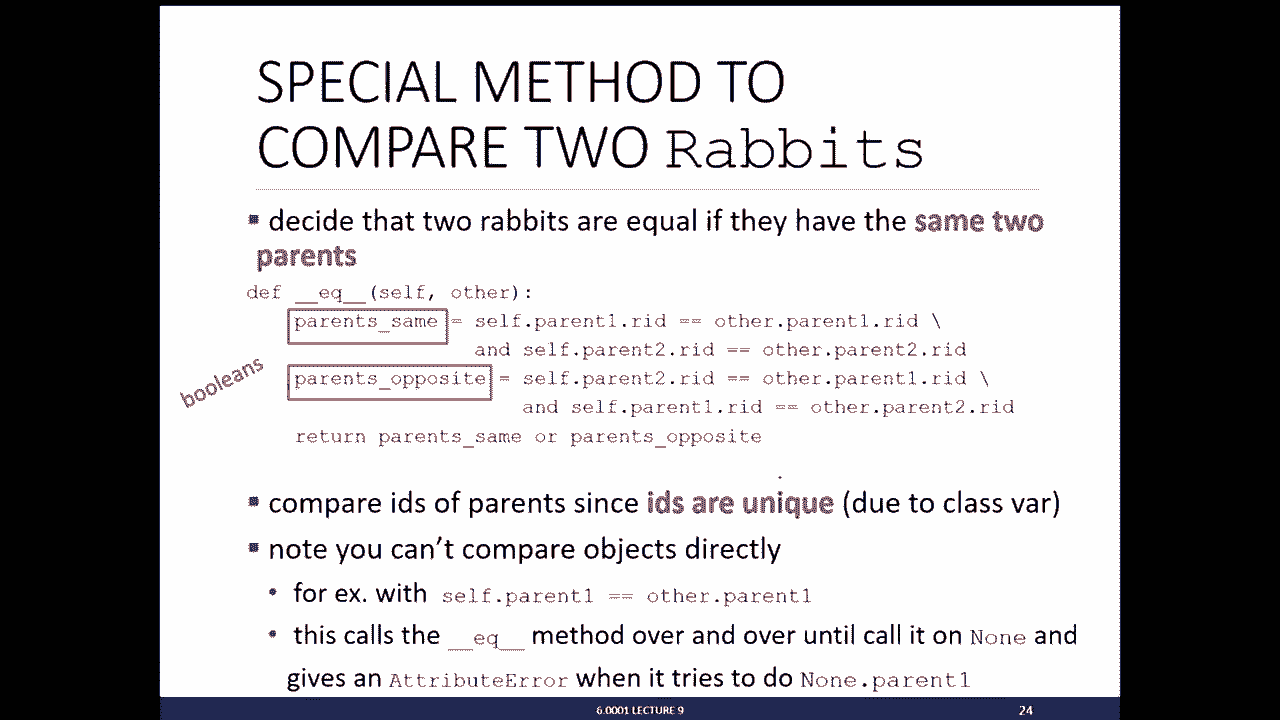 SPECIAL METHOD TO
COMPARE TWO Rabbits
▪ decide that two rabbits are equal if they have the same two
parents
def __eq__(self, other):
parents_same = self.parent1.rid == other.parent1.rid \
and self.parent2.rid == other.parent2.rid
booleans
parents_opposite = self.parent2.rid == other.parent1.rid \
and self.parent1.rid == other.parent2.rid
return parents_same or parents_opposite
▪ compare ids of parents since ids are unique (due to class var)
▪ note you can’t compare objects directly
• for ex. with self.parent1 == other.parent1
• this calls the __eq__ method over and over until call it on None and
gives an AttributeError when it tries to do None.parent1
6.0001 LECTURE 9
24